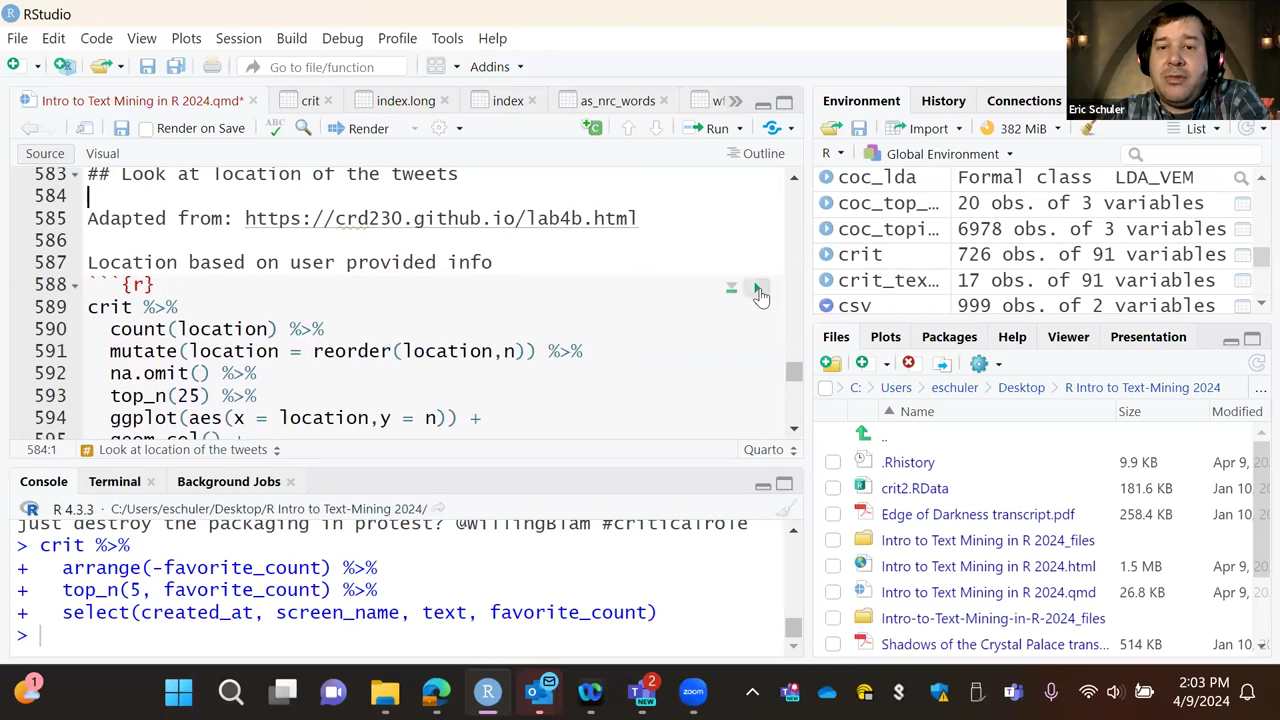 RStudio
File Edit Code View Plots Session Build Debug Profile Tools Help
Go to file/function Addins
Eric Schuler
Intro to Text Mining in R 2024.qmd* crit index.long index as_nrc_words
Render on Save Render Run
Source Visual Outline
583 ## Look at location of the tweets
584
585 Adapted from: https://crd230.github.io/lab4b.html
586
587 Location based on user provided info
588 ```{r}
589 crit %>%
590 count(location) %>%
591 mutate(location = reorder(location,n)) %>%
592 na.omit() %>%
593 top_n(25) %>%
594 ggplot(aes(x = location,y = n)) +
595 geom_col() +
584:1 # Look at location of the tweets Quarto
Console Terminal Background Jobs
R 4.3.3 · C:/Users/eschuler/Desktop/R Intro to Text-Mining 2024/
just destroy the packaging in protest? @WillingBlam #criticalrole
> crit %>%
+ arrange(-favorite_count) %>%
+ top_n(5, favorite_count) %>%
+ select(created_at, screen_name, text, favorite_count)
>
Environment History Connections
Import 382 MiB List
R Global Environment
coc_lda Formal class LDA_VEM
coc_top_… 20 obs. of 3 variables
coc_topi… 6978 obs. of 3 variables
crit 726 obs. of 91 variables
crit_tex… 17 obs. of 91 variables
csv 999 obs. of 2 variables
Files Plots Packages Help Viewer Presentation
C: Users eschuler Desktop R Intro to Text-Mining 2024 ...
Name Size Modified
..
.Rhistory 9.9 KB Apr 9,
crit2.RData 181.6 KB Jan 10,
Edge of Darkness transcript.pdf 258.4 KB Jan 10,
Intro to Text Mining in R 2024_files
Intro to Text Mining in R 2024.html 1.5 MB Apr 9,
Intro to Text Mining in R 2024.qmd 26.8 KB Apr 9,
Intro-to-Text-Mining-in-R-2024_files
Shadows of the Crystal Palace trans... 514 KB Jan 10,
1
2
NEW
zoom
2:03 PM
4/9/2024